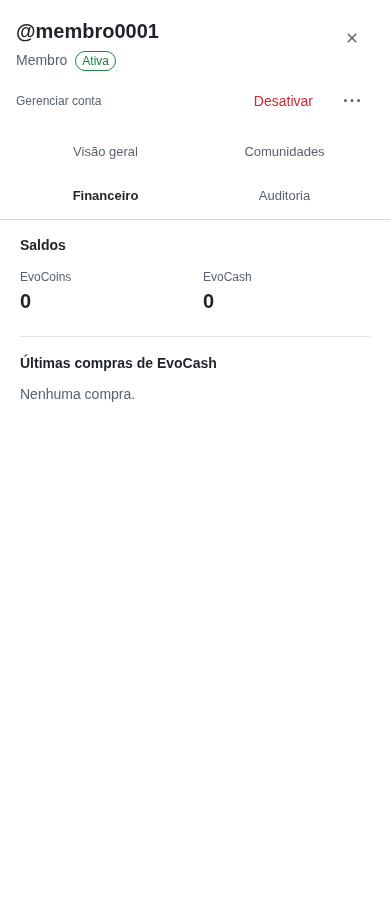 @membro0001
✕
Membro Ativa
Gerenciar conta Desativar ···
Visão geral Comunidades
Financeiro Auditoria
Saldos
EvoCoins EvoCash
0 0
Últimas compras de EvoCash
Nenhuma compra.